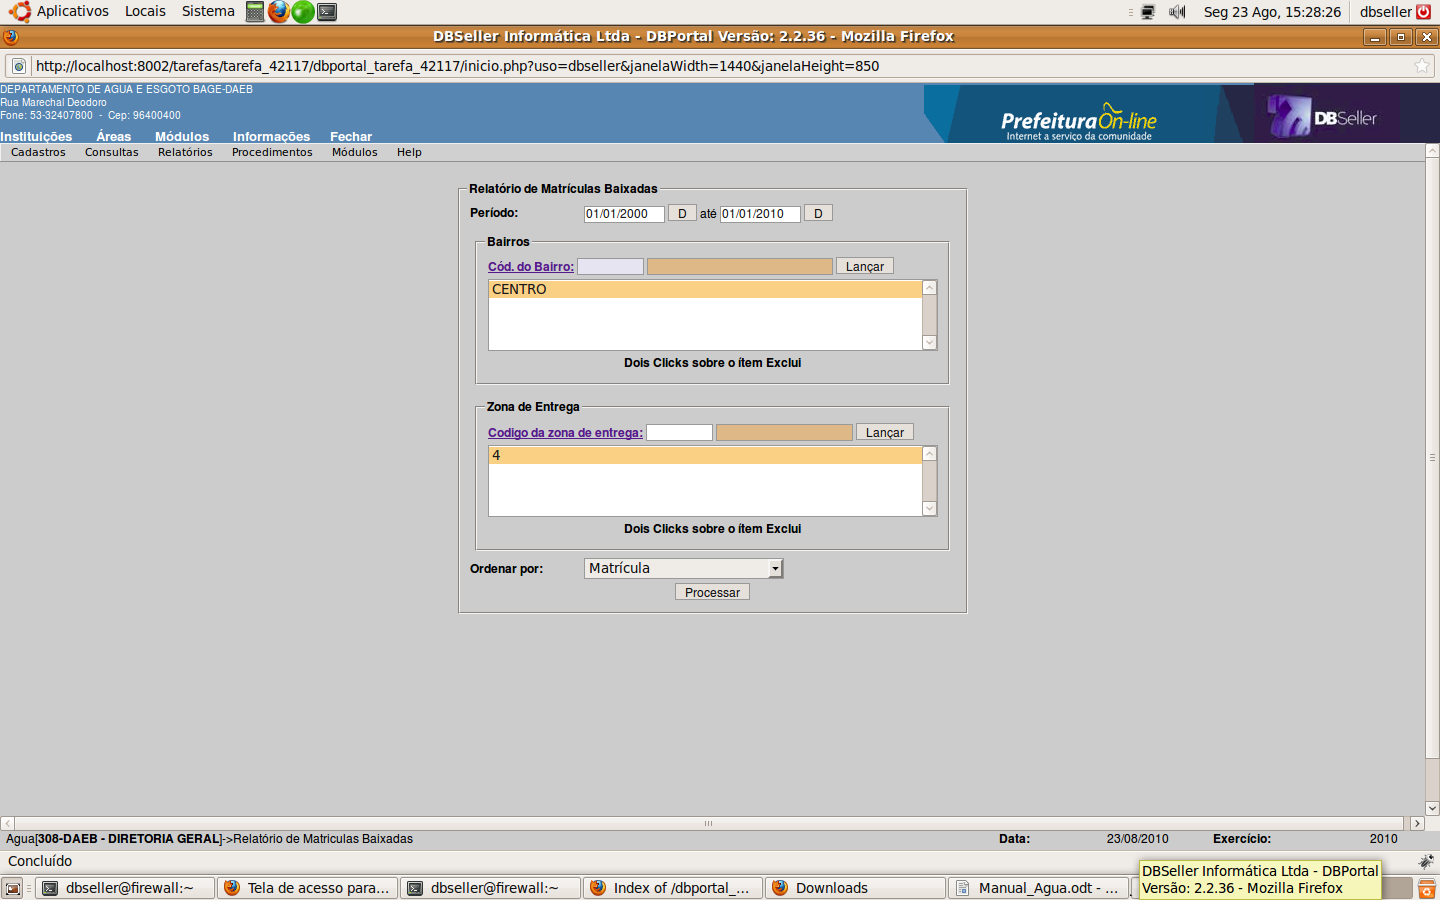 Aplicativos Locais Sistema Seg 23 Ago, 15:28:26 dbseller
DBSeller Informática Ltda - DBPortal Versão: 2.2.36 - Mozilla Firefox
http://localhost:8002/tarefas/tarefa_42117/dbportal_tarefa_42117/inicio.php?uso=dbseller&janelaWidth=1440&janelaHeight=850
DEPARTAMENTO DE AGUA E ESGOTO BAGE-DAEB
Rua Marechal Deodoro
Fone: 53-32407800 - Cep: 96400400
PrefeituraOn-line DBSeller
Internet a serviço da comunidade
Instituições Áreas Módulos Informações Fechar
Cadastros Consultas Relatórios Procedimentos Módulos Help
Relatório de Matrículas Baixadas
Período: 01/01/2000 D até 01/01/2010 D
Bairros
Cód. do Bairro: Lançar
CENTRO
Dois Clicks sobre o ítem Exclui
Zona de Entrega
Codigo da zona de entrega: Lançar
4
Dois Clicks sobre o ítem Exclui
Ordenar por: Matrícula
Processar
Agua[308-DAEB - DIRETORIA GERAL]->Relatório de Matriculas Baixadas Data: 23/08/2010 Exercício: 2010
Concluído
DBSeller Informática Ltda - DBPortal
Versão: 2.2.36 - Mozilla Firefox
dbseller@firewall:~ Tela de acesso para... dbseller@firewall:~ Index of /dbportal_... Downloads Manual_Agua.odt - ...